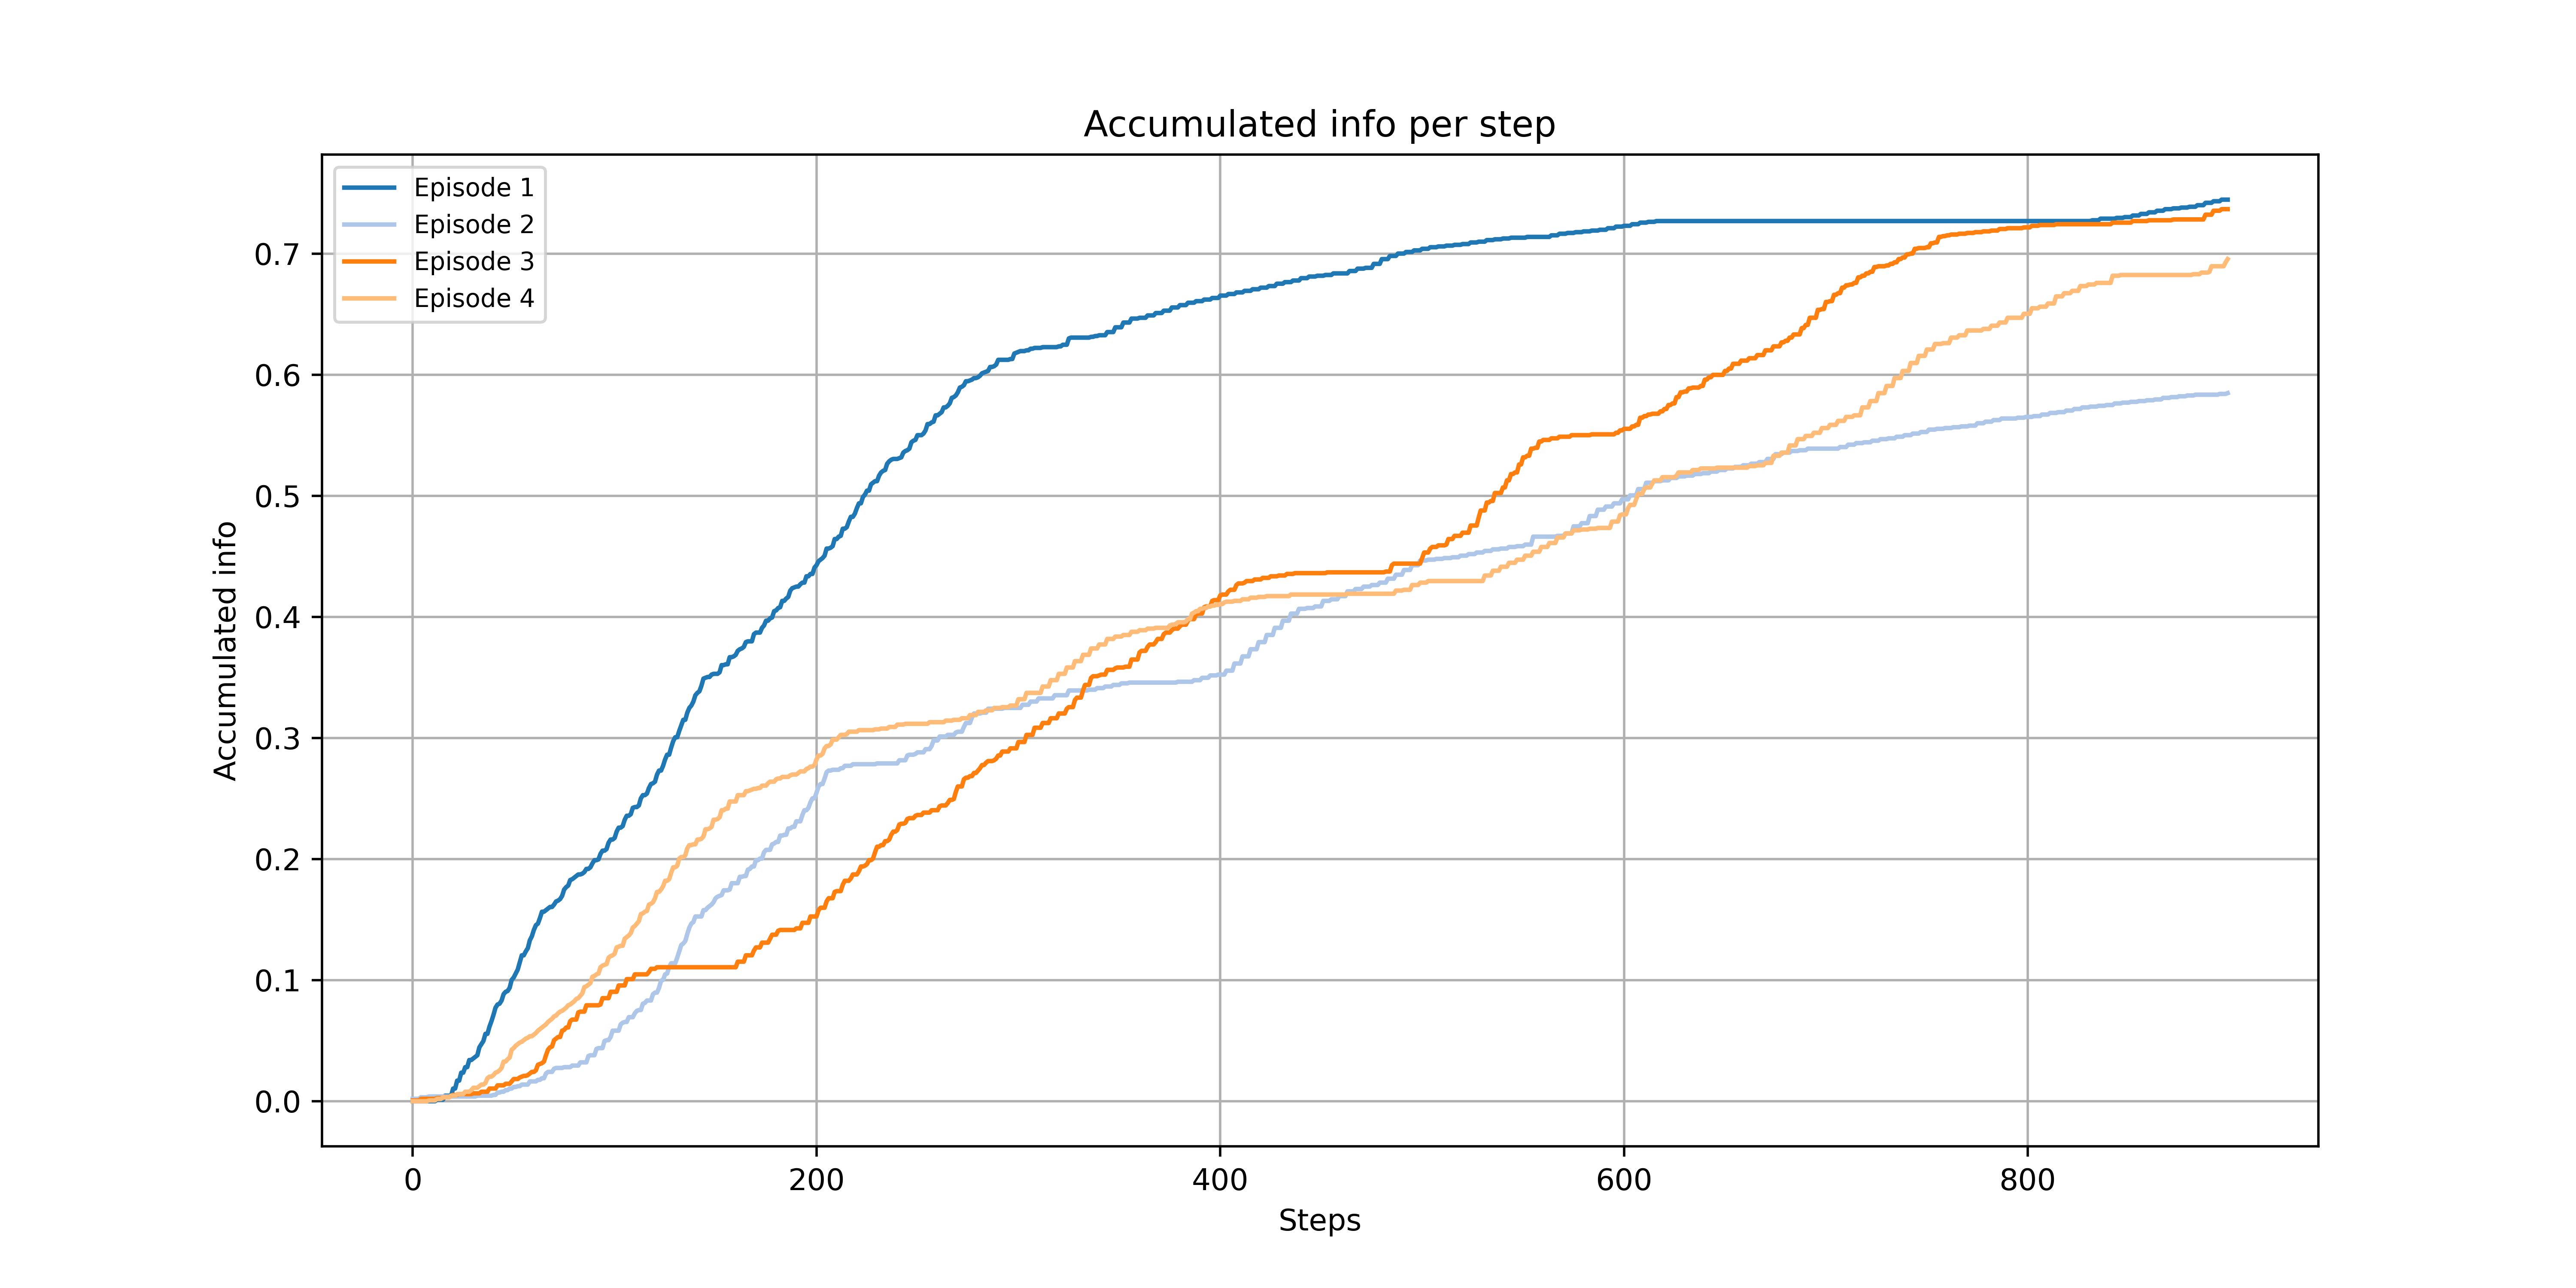 Accumulated info per step
Episode 1
Episode 2
Episode 3
Episode 4
Accumulated info
0.7
0.6
0.5
0.4
0.3
0.2
0.1
0.0
0 200 400 600 800
Steps